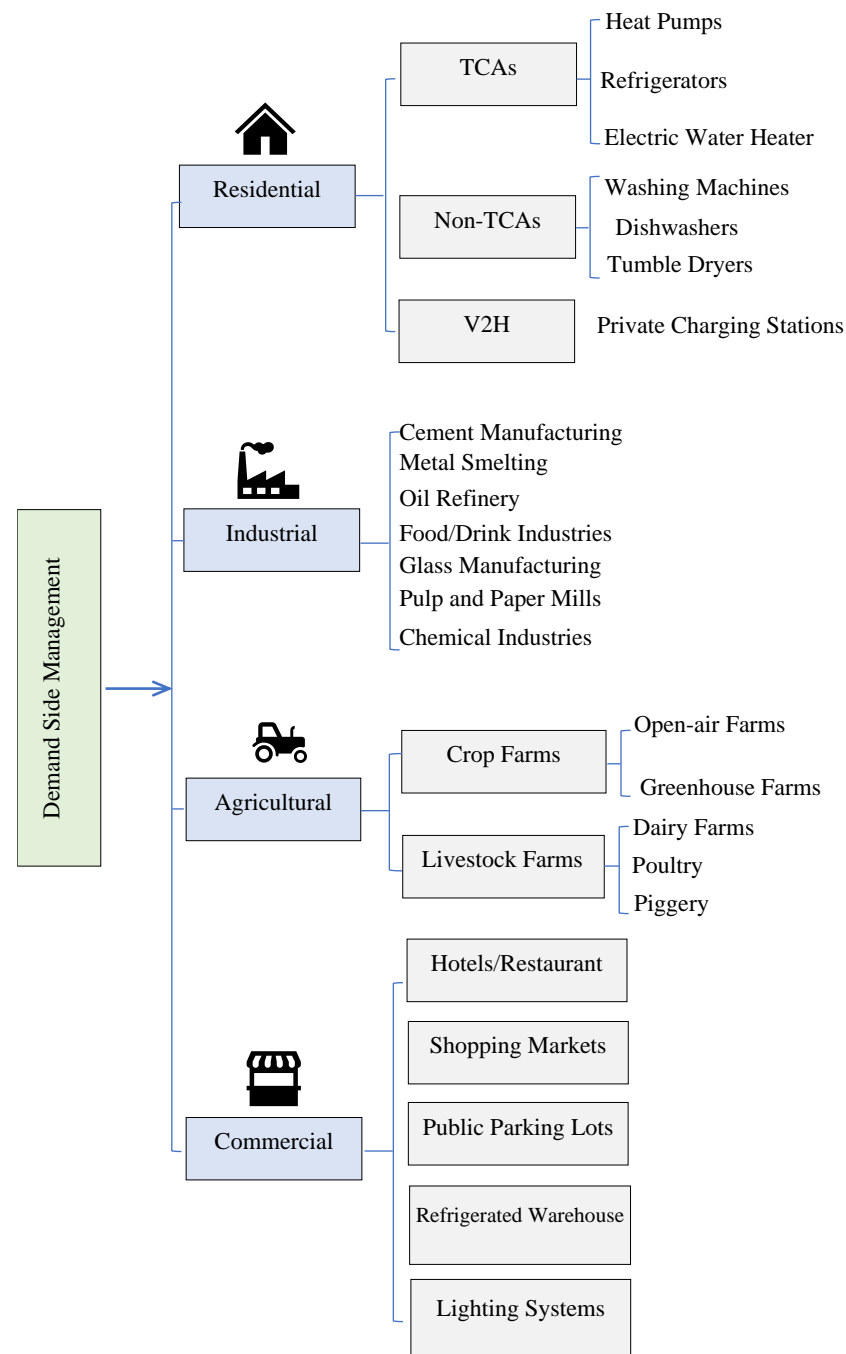 Heat Pumps
TCAs
Refrigerators
Electric Water Heater
Residential
Washing Machines
Non-TCAs
Dishwashers
Tumble Dryers
V2H
Private Charging Stations
Cement Manufacturing
Metal Smelting
Oil Refinery
Industrial
Food/Drink Industries
Glass Manufacturing
Pulp and Paper Mills
Chemical Industries
Demand Side Management
Open-air Farms
Crop Farms
Greenhouse Farms
Agricultural
Dairy Farms
Livestock Farms
Poultry
Piggery
Hotels/Restaurant
Shopping Markets
Public Parking Lots
Commercial
Refrigerated Warehouse
Lighting Systems